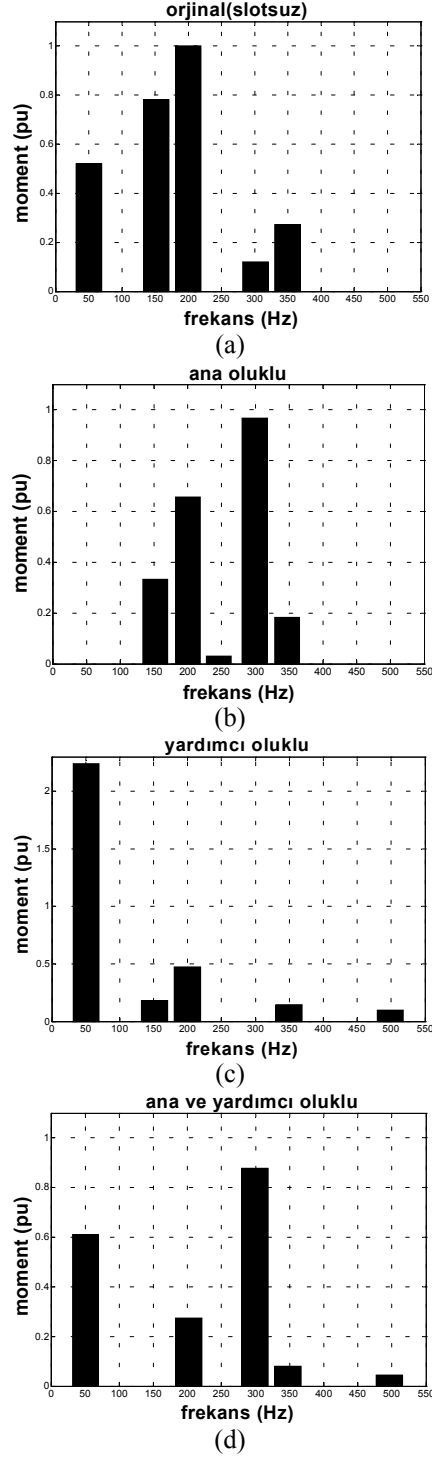 orjinal(slotsuz)
1
0.8
0.6
0.4
0.2
0 50 100 150 200 250 300 350 400 450 500 550
moment (pu)
frekans (Hz)
(a)
ana oluklu
1
0.8
0.6
0.4
0.2
0
0 50 100 150 200 250 300 350 400 450 500 550
moment (pu)
frekans (Hz)
(b)
yardımcı oluklu
2
1.5
1
0.5
0
0 50 100 150 200 250 300 350 400 450 500 550
moment (pu)
frekans (Hz)
(c)
ana ve yardımcı oluklu
1
0.8
0.6
0.4
0.2
0
0 50 100 150 200 250 300 350 400 450 500 550
moment (pu)
frekans (Hz)
(d)